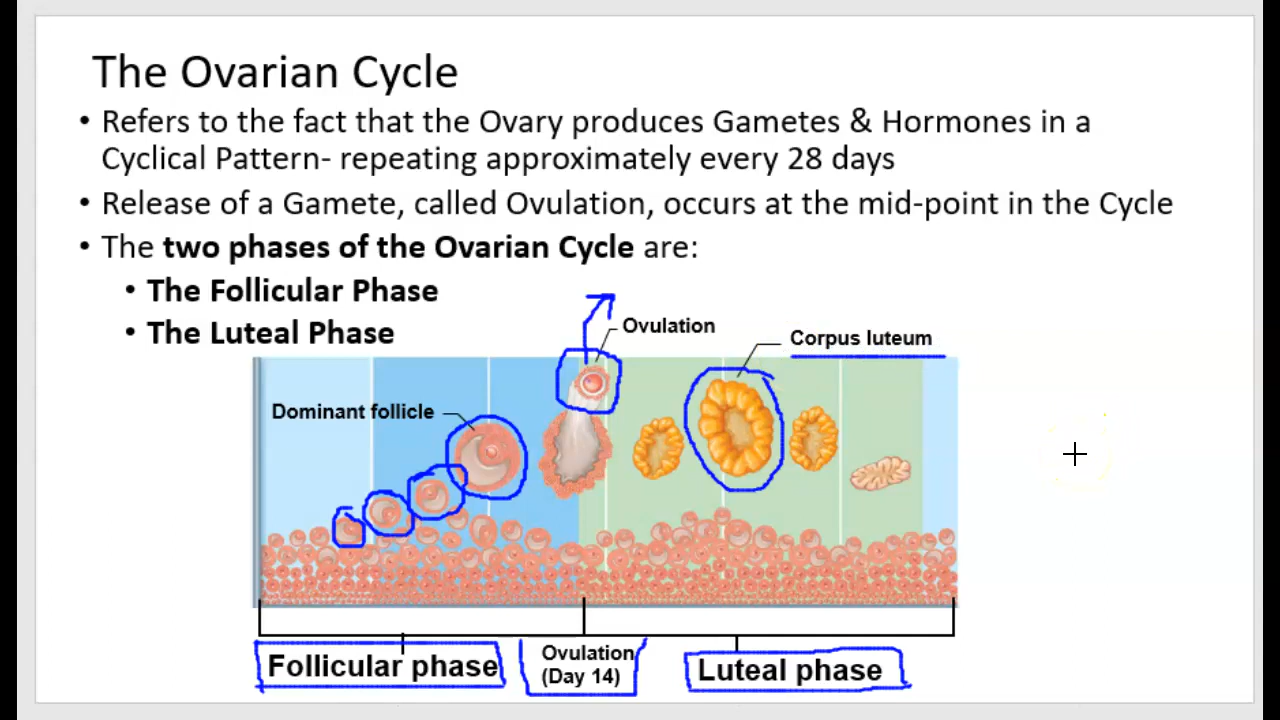 The Ovarian Cycle
• Refers to the fact that the Ovary produces Gametes & Hormones in a
Cyclical Pattern- repeating approximately every 28 days
• Release of a Gamete, called Ovulation, occurs at the mid-point in the Cycle
• The two phases of the Ovarian Cycle are:
• The Follicular Phase
• The Luteal Phase
Ovulation
Corpus luteum
Dominant follicle
Follicular phase
Ovulation
(Day 14)
Luteal phase